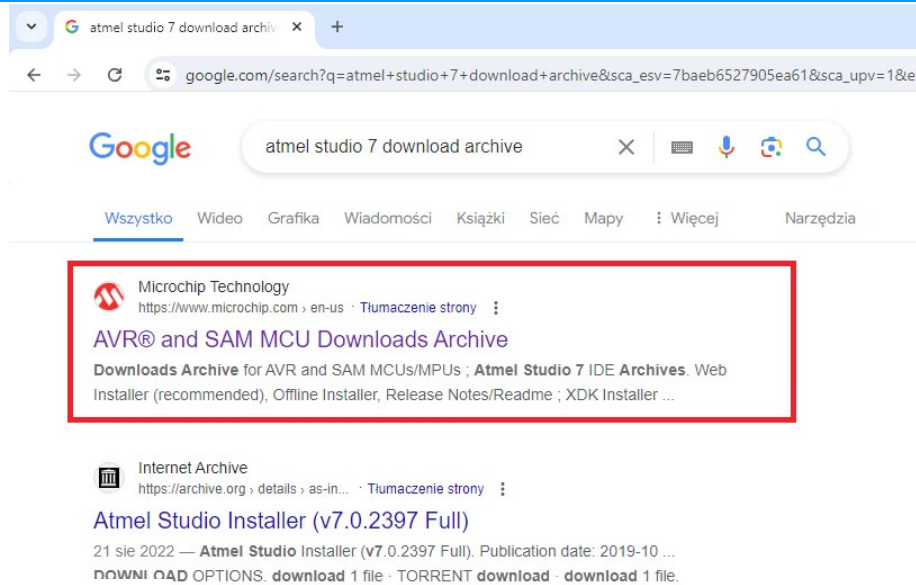 atmel studio 7 download archiv
google.com/search?q=atmel+studio+7+download+archive&sca_esv=7baeb6527905ea61&sca_upv=1&e
Google
atmel studio 7 download archive
Wszystko Wideo Grafika Wiadomości Książki Sieć Mapy Więcej Narzędzia
Microchip Technology
https://www.microchip.com › en-us · Tłumaczenie strony
AVR® and SAM MCU Downloads Archive
Downloads Archive for AVR and SAM MCUs/MPUs ; Atmel Studio 7 IDE Archives. Web
Installer (recommended), Offline Installer, Release Notes/Readme ; XDK Installer ...
Internet Archive
https://archive.org › details › as-in... · Tłumaczenie strony
Atmel Studio Installer (v7.0.2397 Full)
21 sie 2022 — Atmel Studio Installer (v7.0.2397 Full). Publication date: 2019-10 ...
DOWNLOAD OPTIONS. download 1 file · TORRENT download · download 1 file.